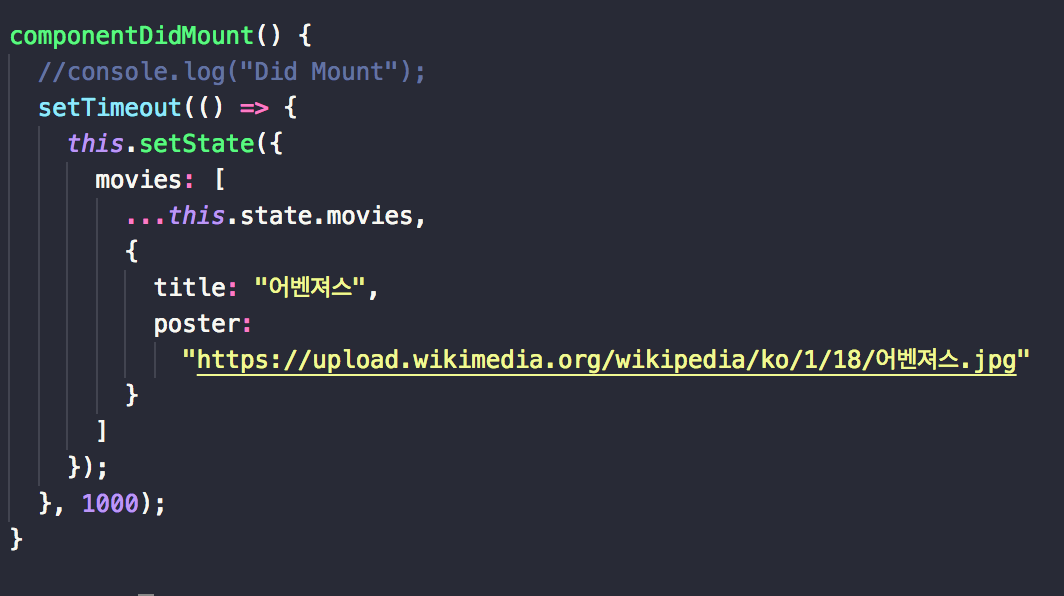 componentDidMount() {
//console.log("Did Mount");
setTimeout(() => {
this.setState({
movies: [
...this.state.movies,
{
title: "어벤져스",
poster:
"https://upload.wikimedia.org/wikipedia/ko/1/18/어벤져스.jpg"
}
]
});
}, 1000);
}